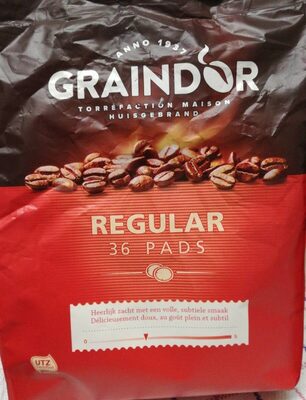 ANNO 1937
GRAINDOR
TORRÉFACTION MAISON
HUISGEBRAND
REGULAR
36 PADS
Heerlijk zacht met een volle, subtiele smaak
Délicieusement doux, au goût plein et subtil
0
UTZ